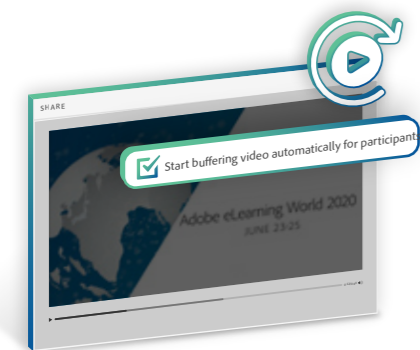 SHARE
Start buffering video automatically for participants
Adobe eLearning World 2020
JUNE 23-25